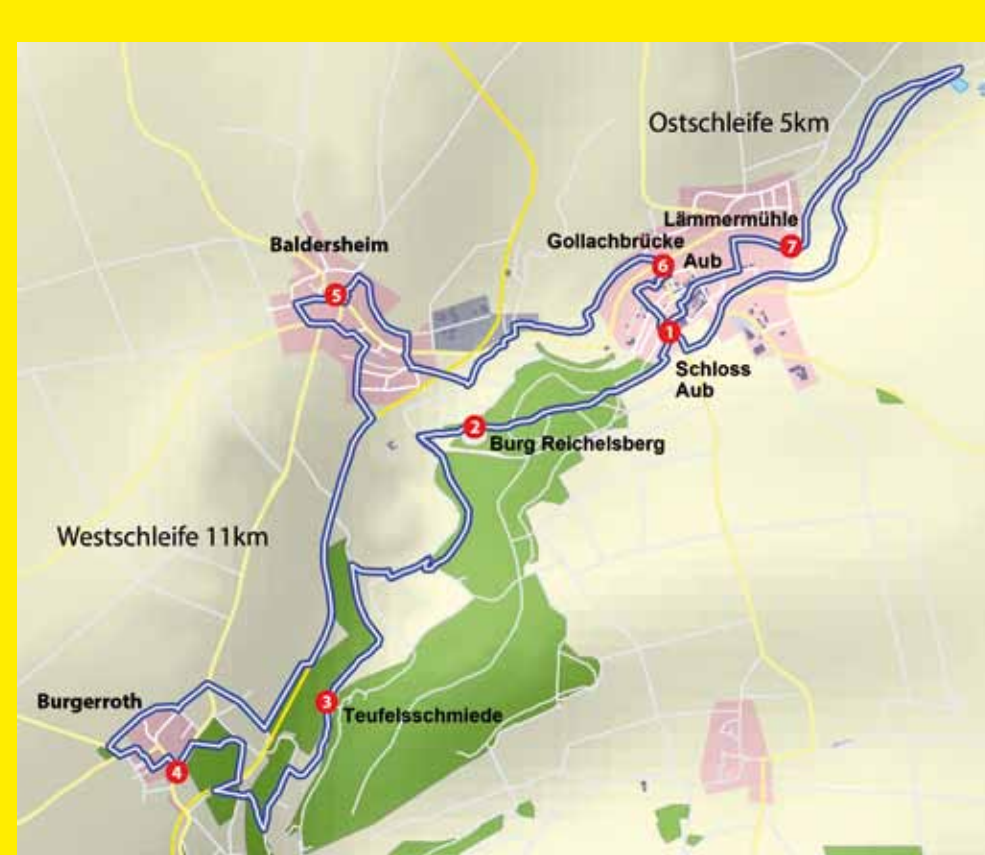 Ostschleife 5km
Lämmermühle
7
Gollachbrücke
6
Aub
Baldersheim
5
1
Schloss
Aub
2
Burg Reichelsberg
Westschleife 11km
Burgerroth
3
Teufelsschmiede
4